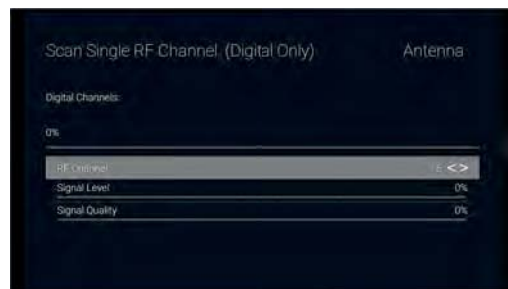 Scan Single RF Channel (Digital Only) Antenna
Digital Channels:
0%
RF Channel <>
Signal Level 0%
Signal Quality 0%